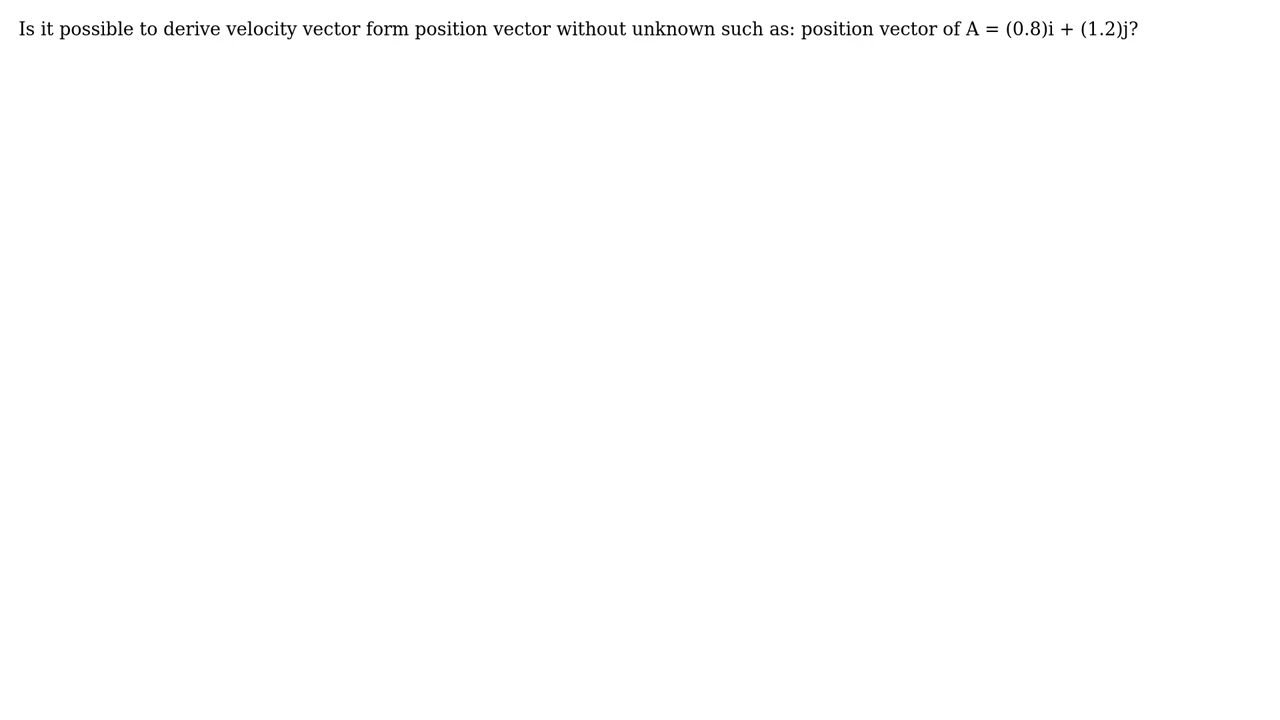 Is it possible to derive velocity vector form position vector without unknown such as: position vector of A = (0.8)i + (1.2)j?